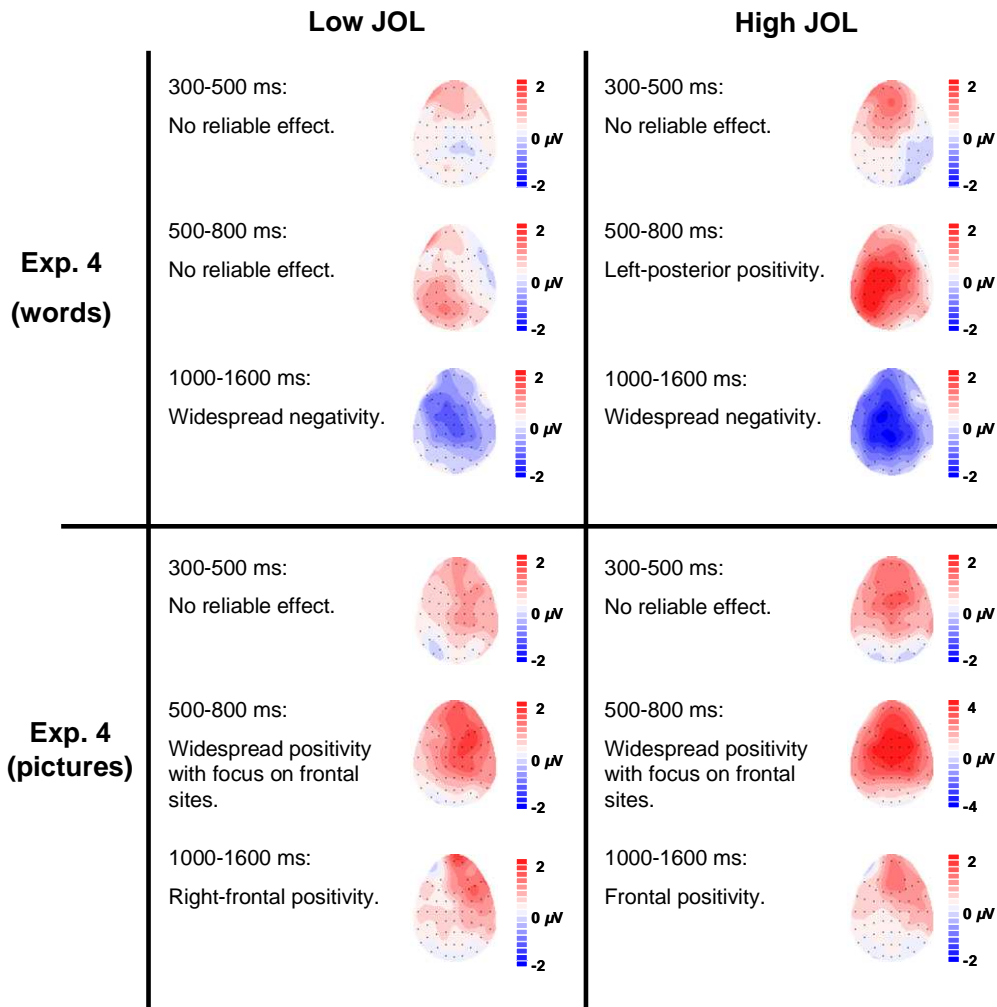 Low JOL
High JOL
Exp. 4
(words)
300-500 ms:
No reliable effect.
2
0 µV
-2
300-500 ms:
No reliable effect.
2
0 µV
-2
500-800 ms:
No reliable effect.
2
0 µV
-2
500-800 ms:
Left-posterior positivity.
2
0 µV
-2
1000-1600 ms:
Widespread negativity.
2
0 µV
-2
1000-1600 ms:
Widespread negativity.
2
0 µV
-2
Exp. 4
(pictures)
300-500 ms:
No reliable effect.
2
0 µV
-2
300-500 ms:
No reliable effect.
2
0 µV
-2
500-800 ms:
Widespread positivity
with focus on frontal
sites.
2
0 µV
-2
500-800 ms:
Widespread positivity
with focus on frontal
sites.
4
0 µV
-4
1000-1600 ms:
Right-frontal positivity.
2
0 µV
-2
1000-1600 ms:
Frontal positivity.
2
0 µV
-2